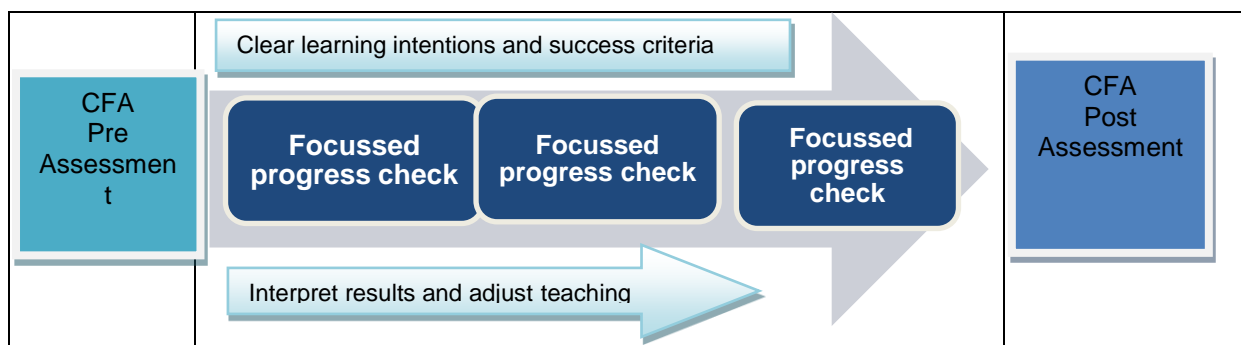 Clear learning intentions and success criteria
CFA
Pre
Assessmen
t
Focussed
progress check
Focussed
progress check
Focussed
progress
check
CFA
Post
Assessment
Interpret results and adjust teaching